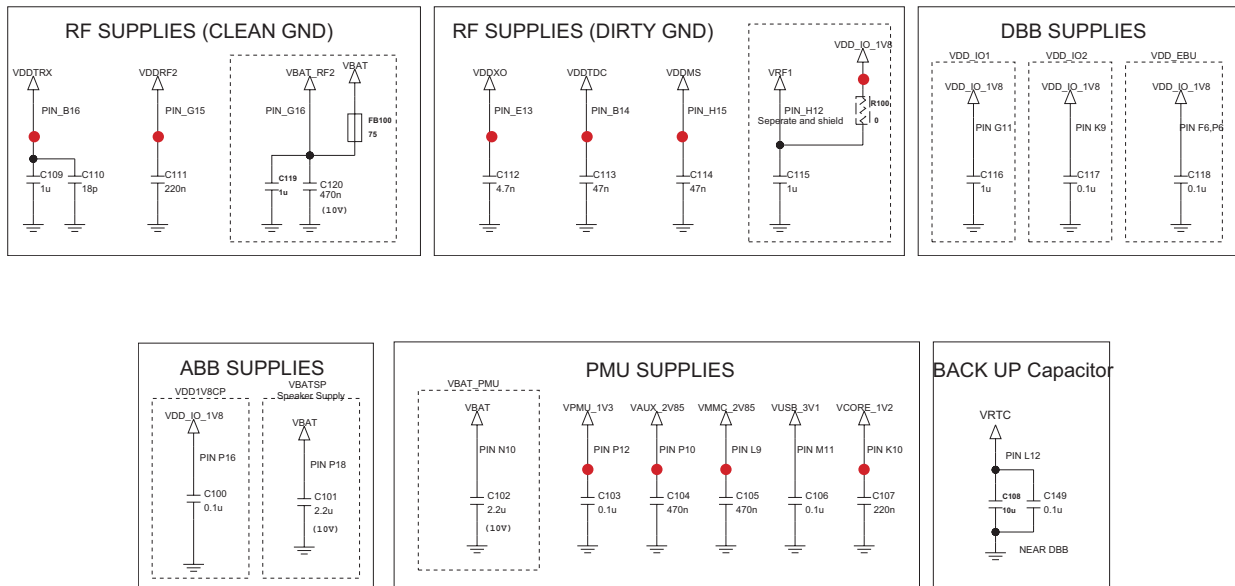 RF SUPPLIES (CLEAN GND)
VDDTRX
PIN_B16
C109
1u
C110
18p
VDDRF2
PIN_G15
C111
220n
VBAT_RF2
PIN_G16
VBAT
FB100
75
C119
1u
C120
470n
(10V)
RF SUPPLIES (DIRTY GND)
VDDXO
PIN_E13
C112
4.7n
VDDTDC
PIN_B14
C113
47n
VDDMS
PIN_H15
C114
47n
VRF1
PIN_H12
Seperate and shield
VDD_IO_1V8
R100
0
C115
1u
DBB SUPPLIES
VDD_IO1
VDD_IO_1V8
PIN G11
C116
1u
VDD_IO2
VDD_IO_1V8
PIN K9
C117
0.1u
VDD_EBU
VDD_IO_1V8
PIN F6,P6
C118
0.1u
ABB SUPPLIES
VDD1V8CP
VDD_IO_1V8
PIN P16
C100
0.1u
VBATSP
Speaker Supply
VBAT
PIN P18
C101
2.2u
(10V)
PMU SUPPLIES
VBAT_PMU
VBAT
PIN N10
C102
2.2u
(10V)
VPMU_1V3
PIN P12
C103
0.1u
VAUX_2V85
PIN P10
C104
470n
VMMC_2V85
PIN L9
C105
470n
VUSB_3V1
PIN M11
C106
0.1u
VCORE_1V2
PIN K10
C107
220n
BACK UP Capacitor
VRTC
PIN L12
C108
10u
C149
0.1u
NEAR DBB